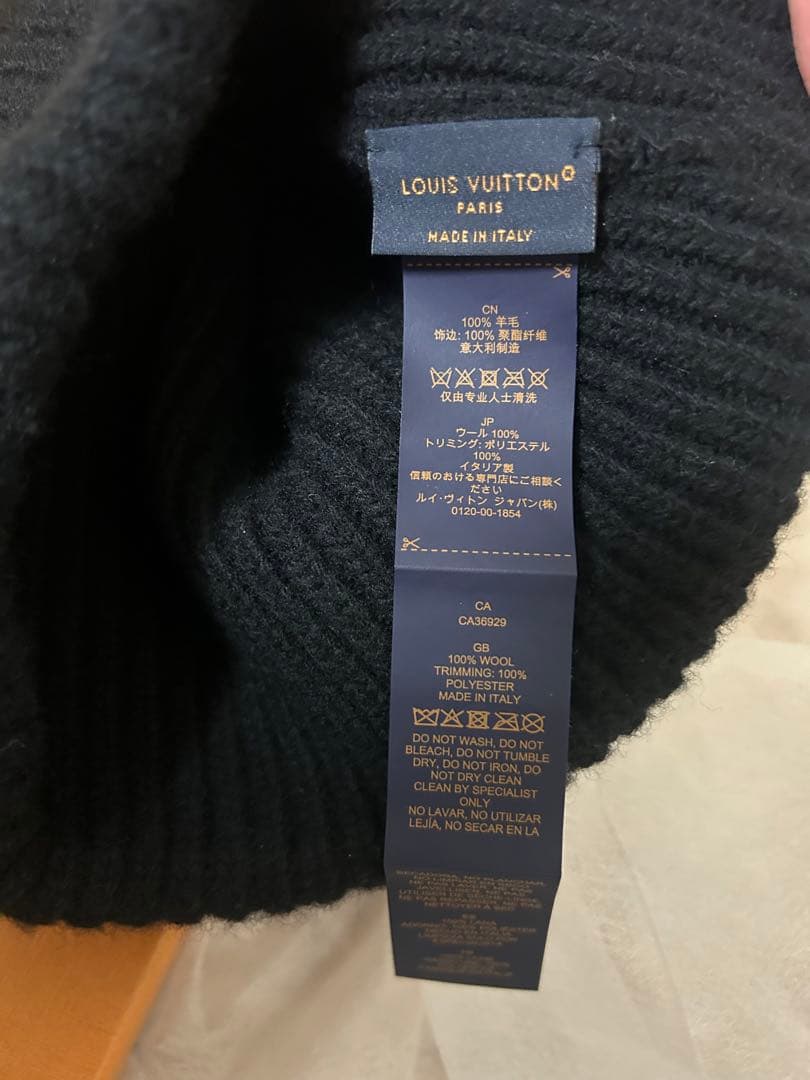 LOUIS VUITTON
PARIS
MADE IN ITALY
CN
100% 羊毛
饰边: 100% 聚酯纤维
意大利制造
仅由专业人士清洗
JP
ウール 100%
トリミング: ポリエステル
100%
イタリア製
信頼のおける専門店にご相談く
ださい
ルイ・ヴィトン ジャパン(株)
0120-00-1854
CA
CA36929
GB
100% WOOL
TRIMMING: 100%
POLYESTER
MADE IN ITALY
DO NOT WASH, DO NOT
BLEACH, DO NOT TUMBLE
DRY, DO NOT IRON, DO
NOT DRY CLEAN
CLEAN BY SPECIALIST
ONLY
NO LAVAR, NO UTILIZAR
LEJÍA, NO SECAR EN LA
SECADORA, NO PLANCHAR,